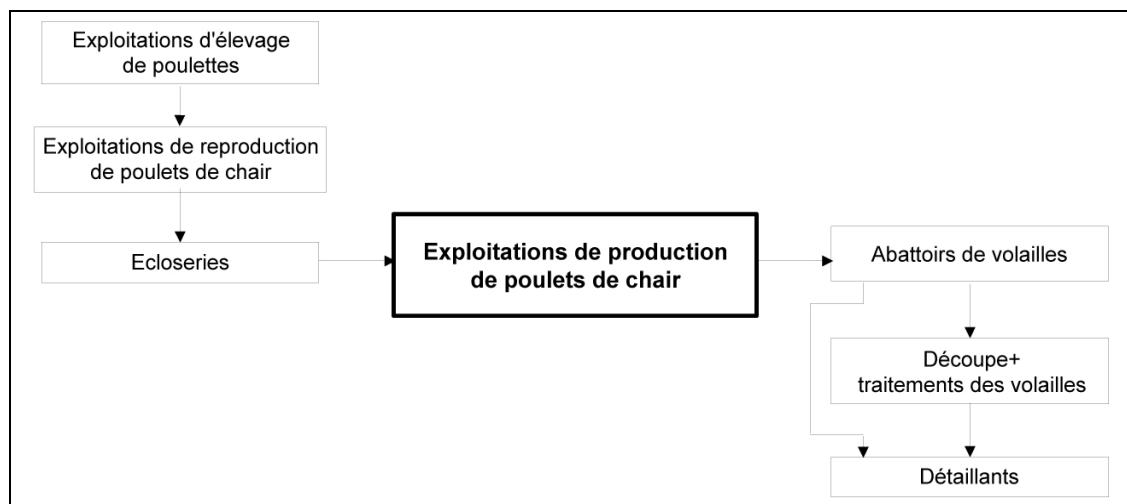 Exploitations d'élevage
de poulettes
Exploitations de reproduction
de poulets de chair
Ecloseries
Exploitations de production
de poulets de chair
Abattoirs de volailles
Découpe+
traitements des volailles
Détaillants